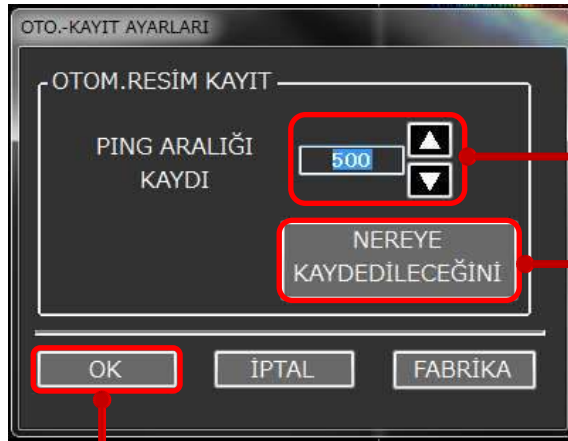 OTO.-KAYIT AYARLARI
OTOM.RESİM KAYIT
PING ARALIĞI
KAYDI
500
NEREYE
KAYDEDİLECEĞİNİ
OK
İPTAL
FABRİKA